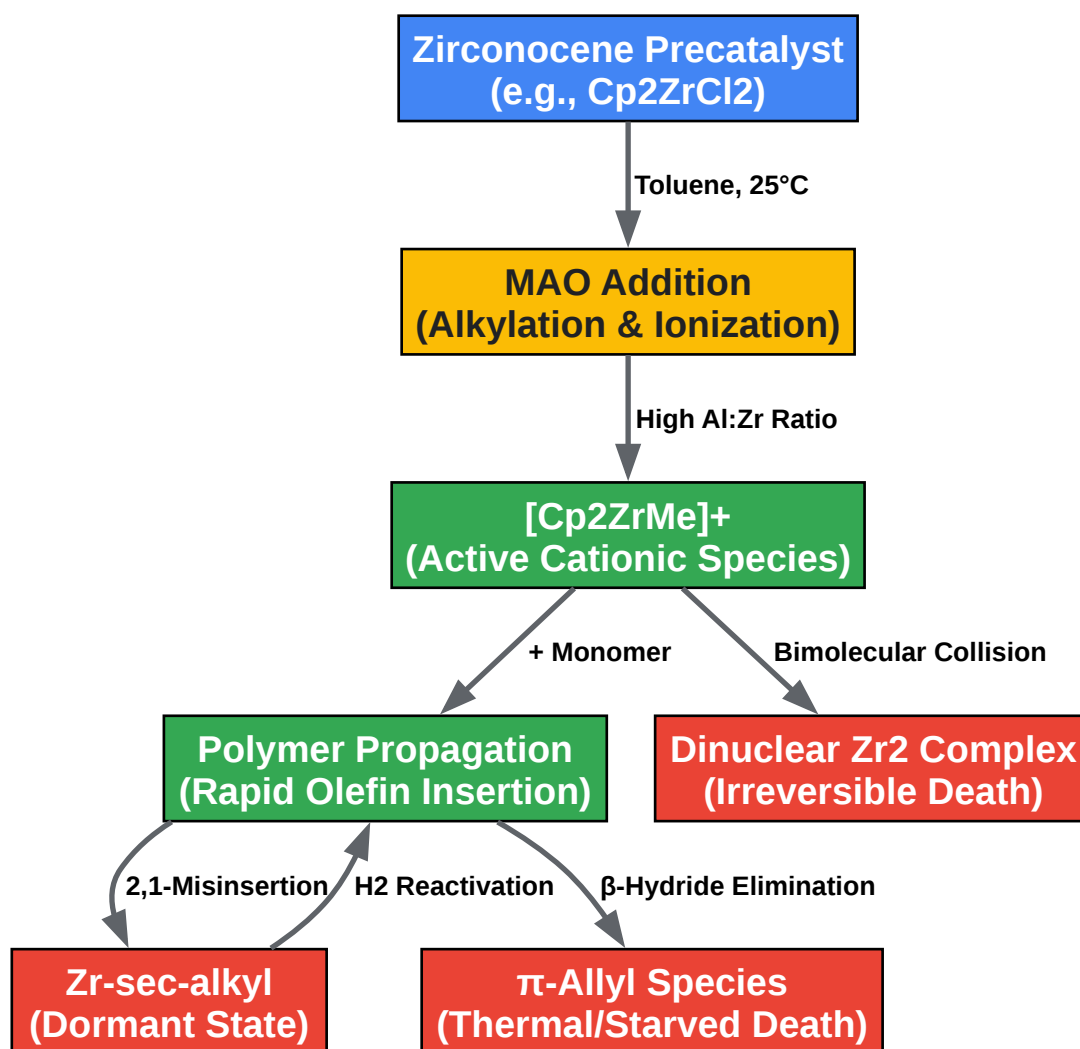 Zirconocene Precatalyst
(e.g., Cp2ZrCl2)
Toluene, 25°C
MAO Addition
(Alkylation & Ionization)
High Al:Zr Ratio
[Cp2ZrMe]+
(Active Cationic Species)
+ Monomer
Bimolecular Collision
Polymer Propagation
(Rapid Olefin Insertion)
Dinuclear Zr2 Complex
(Irreversible Death)
2,1-Misinsertion
H2 Reactivation
β-Hydride Elimination
Zr-sec-alkyl
(Dormant State)
π-Allyl Species
(Thermal/Starved Death)